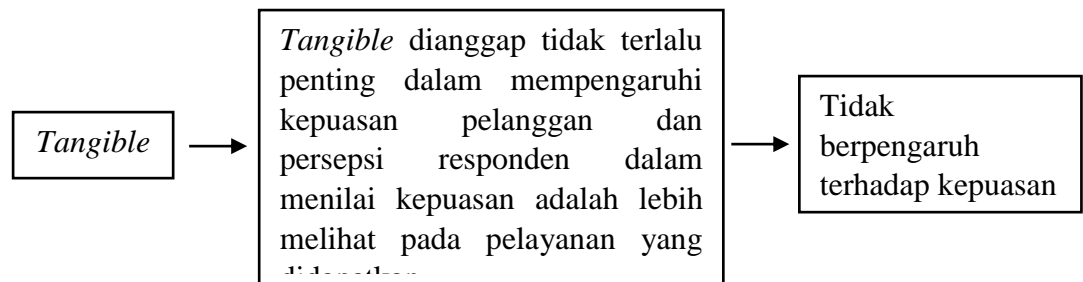 Tangible
Tangible dianggap tidak terlalu
penting dalam mempengaruhi
kepuasan pelanggan dan
persepsi responden dalam
menilai kepuasan adalah lebih
melihat pada pelayanan yang
Tidak
berpengaruh
terhadap kepuasan